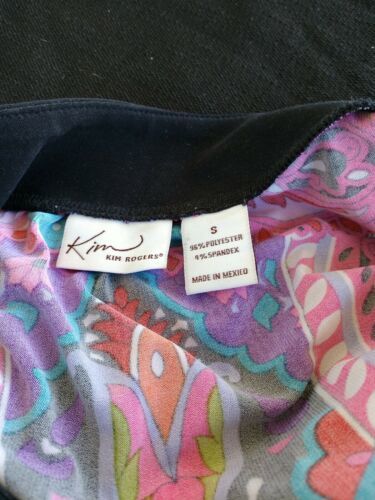 Kim
KIM ROGERS®
S
96% POLYESTER
4% SPANDEX
MADE IN MEXICO